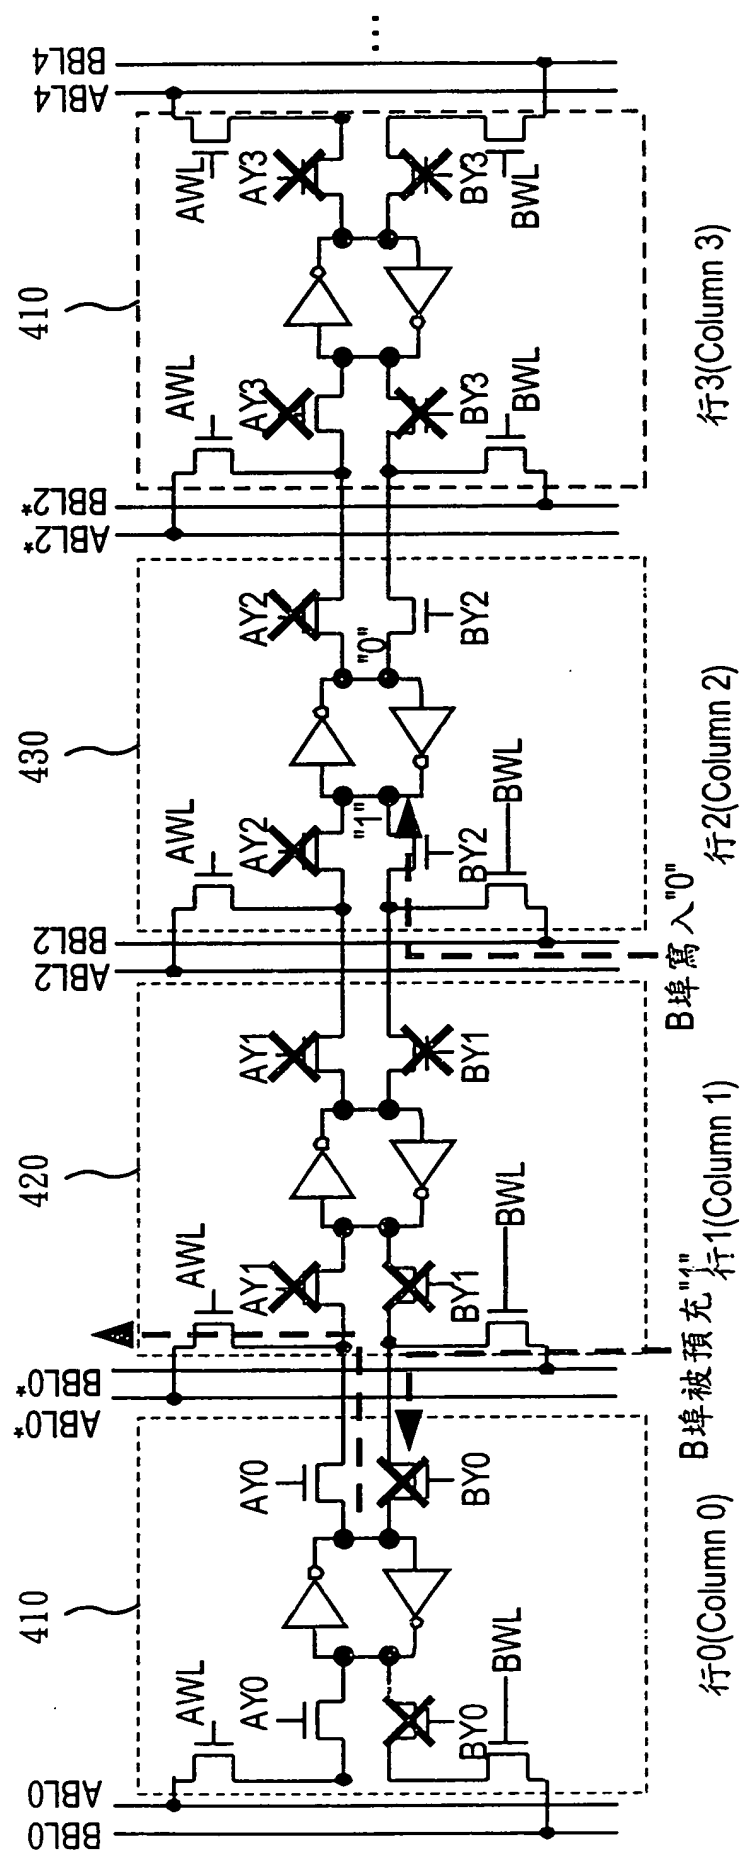 410
420
430
410
BBL0
ABL0
ABL0*
BBL0*
ABL2
BBL2
ABL2*
BBL2*
ABL4
BBL4
...
AWL
AWL
AWL
AWL
AWL
AY0
AY0
AY1
AY1
AY2
AY2
AY3
AY3
"1"
"0"
BY0
BY0
BY1
BY1
BY2
BY2
BY3
BY3
BWL
BWL
BWL
BWL
BWL
B埠被預充"1"
B埠寫入"0"
行0(Column 0)
行1(Column 1)
行2(Column 2)
行3(Column 3)